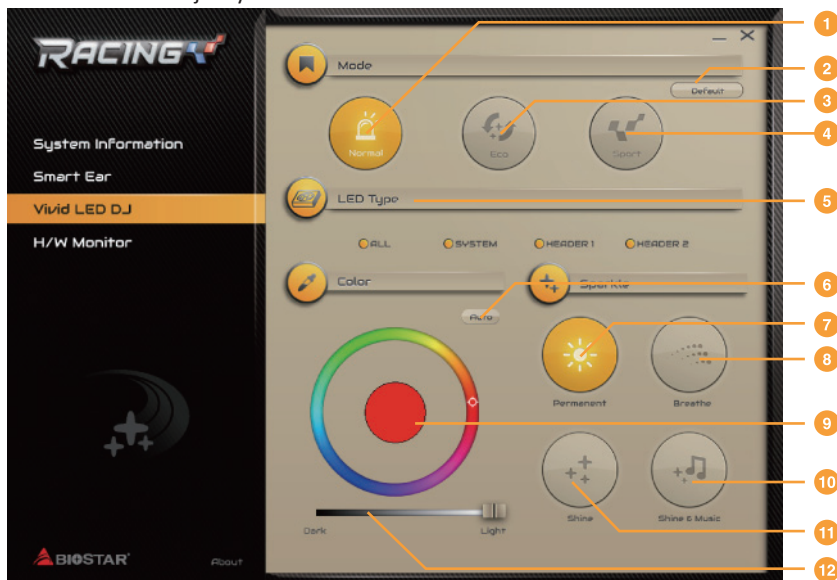 RACING
Mode
1
Default
2
Normal
Eco
Sport
3
4
System Information
Smart Ear
Vivid LED DJ
H/W Monitor
LED Type
5
ALL
SYSTEM
HEADER 1
HEADER 2
Color
Sparkle
6
Auto
7
8
Permanent
Breathe
9
10
Shine
Shine & Music
11
Dark
Light
12
BIOSTAR
About